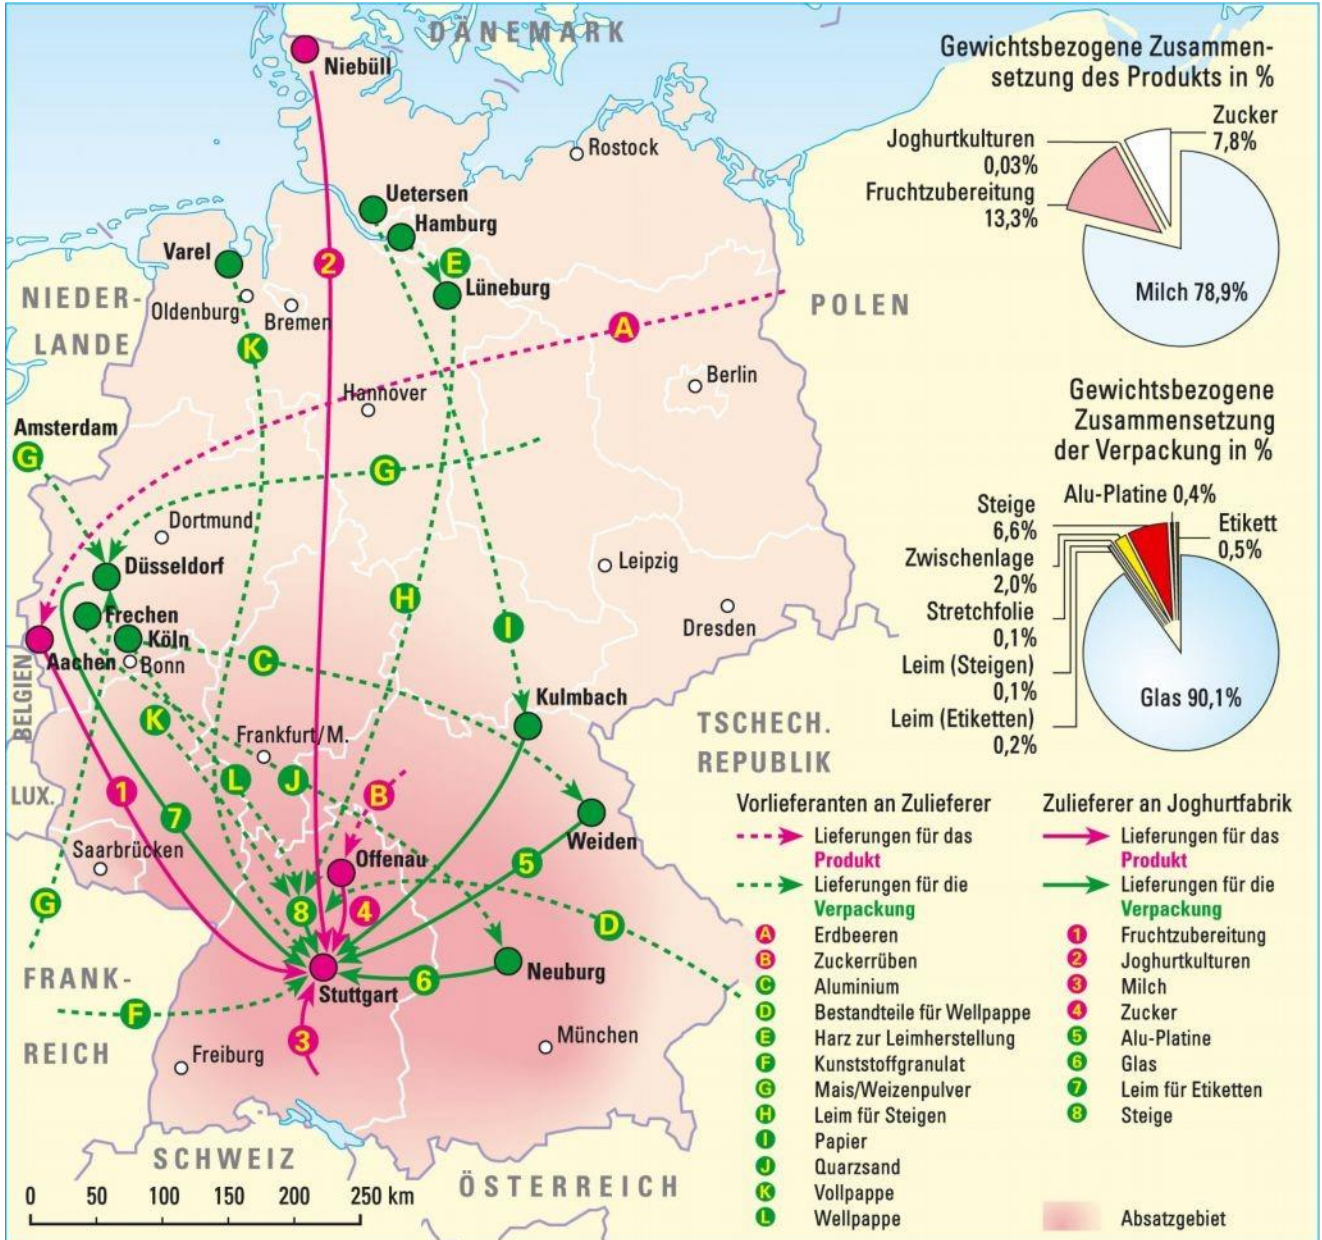 DÄNEMARK
Niebüll
Rostock
Uetersen
Hamburg
E
Varel
2
Lüneburg
NIEDER-
LANDE
Oldenburg
Bremen
POLEN
A
K
Berlin
Hannover
Amsterdam
G
G
Dortmund
Düsseldorf
Leipzig
H
Frechen
Köln
I
Dresden
Aachen
Bonn
C
BELGIEN
Kulmbach
K
TSCHECH.
REPUBLIK
Frankfurt/M.
L
J
B
LUX.
1
7
Weiden
Saarbrücken
Offenau
5
G
8
4
D
FRANK-
REICH
Neuburg
Stuttgart
6
F
3
München
Freiburg
SCHWEIZ
ÖSTERREICH
0 50 100 150 200 250 km
Gewichtsbezogene Zusammen-
setzung des Produkts in %
Zucker
7,8%
Joghurtkulturen
0,03%
Fruchtzubereitung
13,3%
Milch 78,9%
Gewichtsbezogene
Zusammensetzung
der Verpackung in %
Alu-Platine 0,4%
Steige
6,6%
Etikett
0,5%
Zwischenlage
2,0%
Stretchfolie
0,1%
Leim (Steigen)
0,1%
Leim (Etiketten)
0,2%
Glas 90,1%
Vorlieferanten an Zulieferer
Lieferungen für das
Produkt
Lieferungen für die
Verpackung
A Erdbeeren
B Zuckerrüben
C Aluminium
D Bestandteile für Wellpappe
E Harz zur Leimherstellung
F Kunststoffgranulat
G Mais/Weizenpulver
H Leim für Steigen
I Papier
J Quarzsand
K Vollpappe
L Wellpappe
Zulieferer an Joghurtfabrik
Lieferungen für das
Produkt
Lieferungen für die
Verpackung
1 Fruchtzubereitung
2 Joghurtkulturen
3 Milch
4 Zucker
5 Alu-Platine
6 Glas
7 Leim für Etiketten
8 Steige
Absatzgebiet